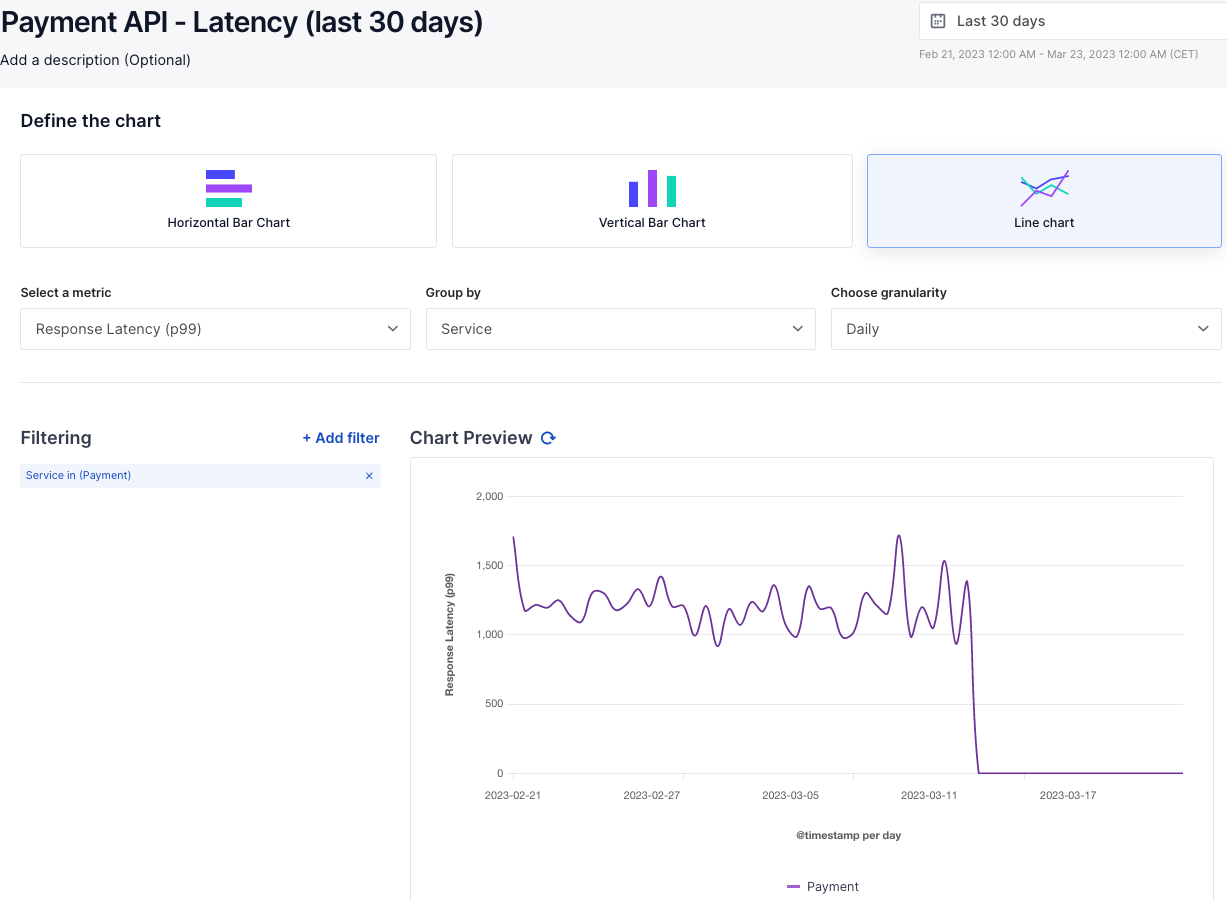 Payment API - Latency (last 30 days)
Last 30 days
Add a description (Optional)
Feb 21, 2023 12:00 AM - Mar 23, 2023 12:00 AM (CET)
Define the chart
Horizontal Bar Chart
Vertical Bar Chart
Line chart
Select a metric
Group by
Choose granularity
Response Latency (p99)
Service
Daily
Filtering
+ Add filter
Service in (Payment)
×
Chart Preview
2,000
1,500
1,000
500
0
Response Latency (p99)
2023-02-21
2023-02-27
2023-03-05
2023-03-11
2023-03-17
@timestamp per day
Payment